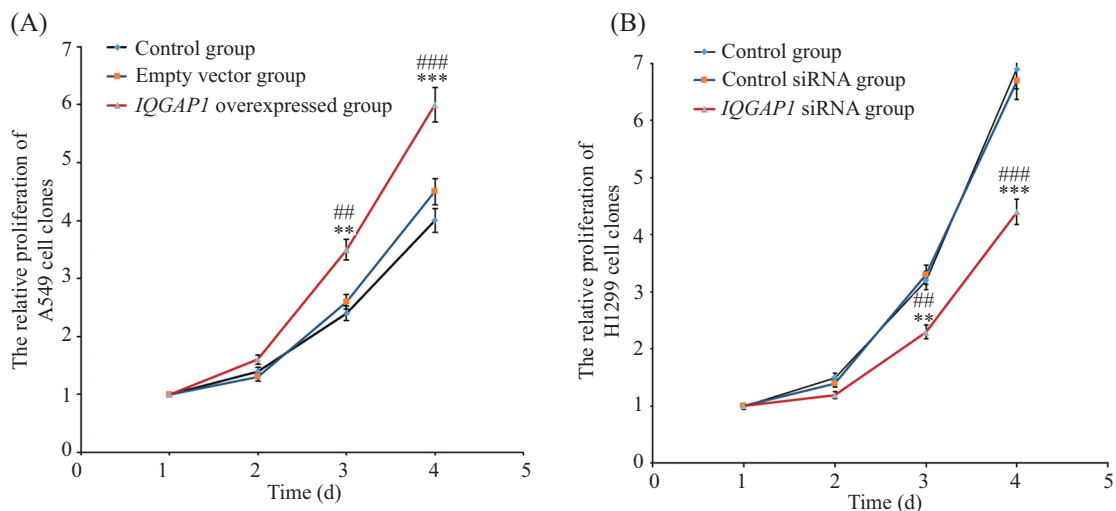 (A)
7
6
5
4
3
2
1
0
The relative proliferation of
A549 cell clones
Control group
Empty vector group
IQGAP1 overexpressed group
##
**
###
***
0 1 2 3 4 5
Time (d)
(B)
7
6
5
4
3
2
1
0
The relative proliferation of
H1299 cell clones
Control group
Control siRNA group
IQGAP1 siRNA group
##
**
###
***
0 1 2 3 4 5
Time (d)